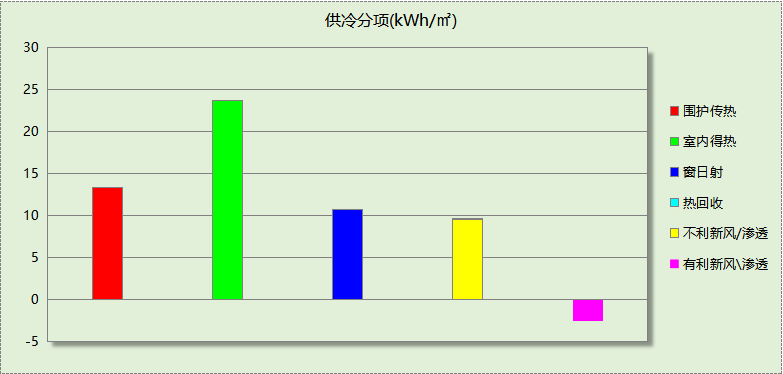 供冷分项(kWh/㎡)
30
25
20
15
10
5
0
-5
围护传热
室内得热
窗日射
热回收
不利新风/渗透
有利新风\渗透